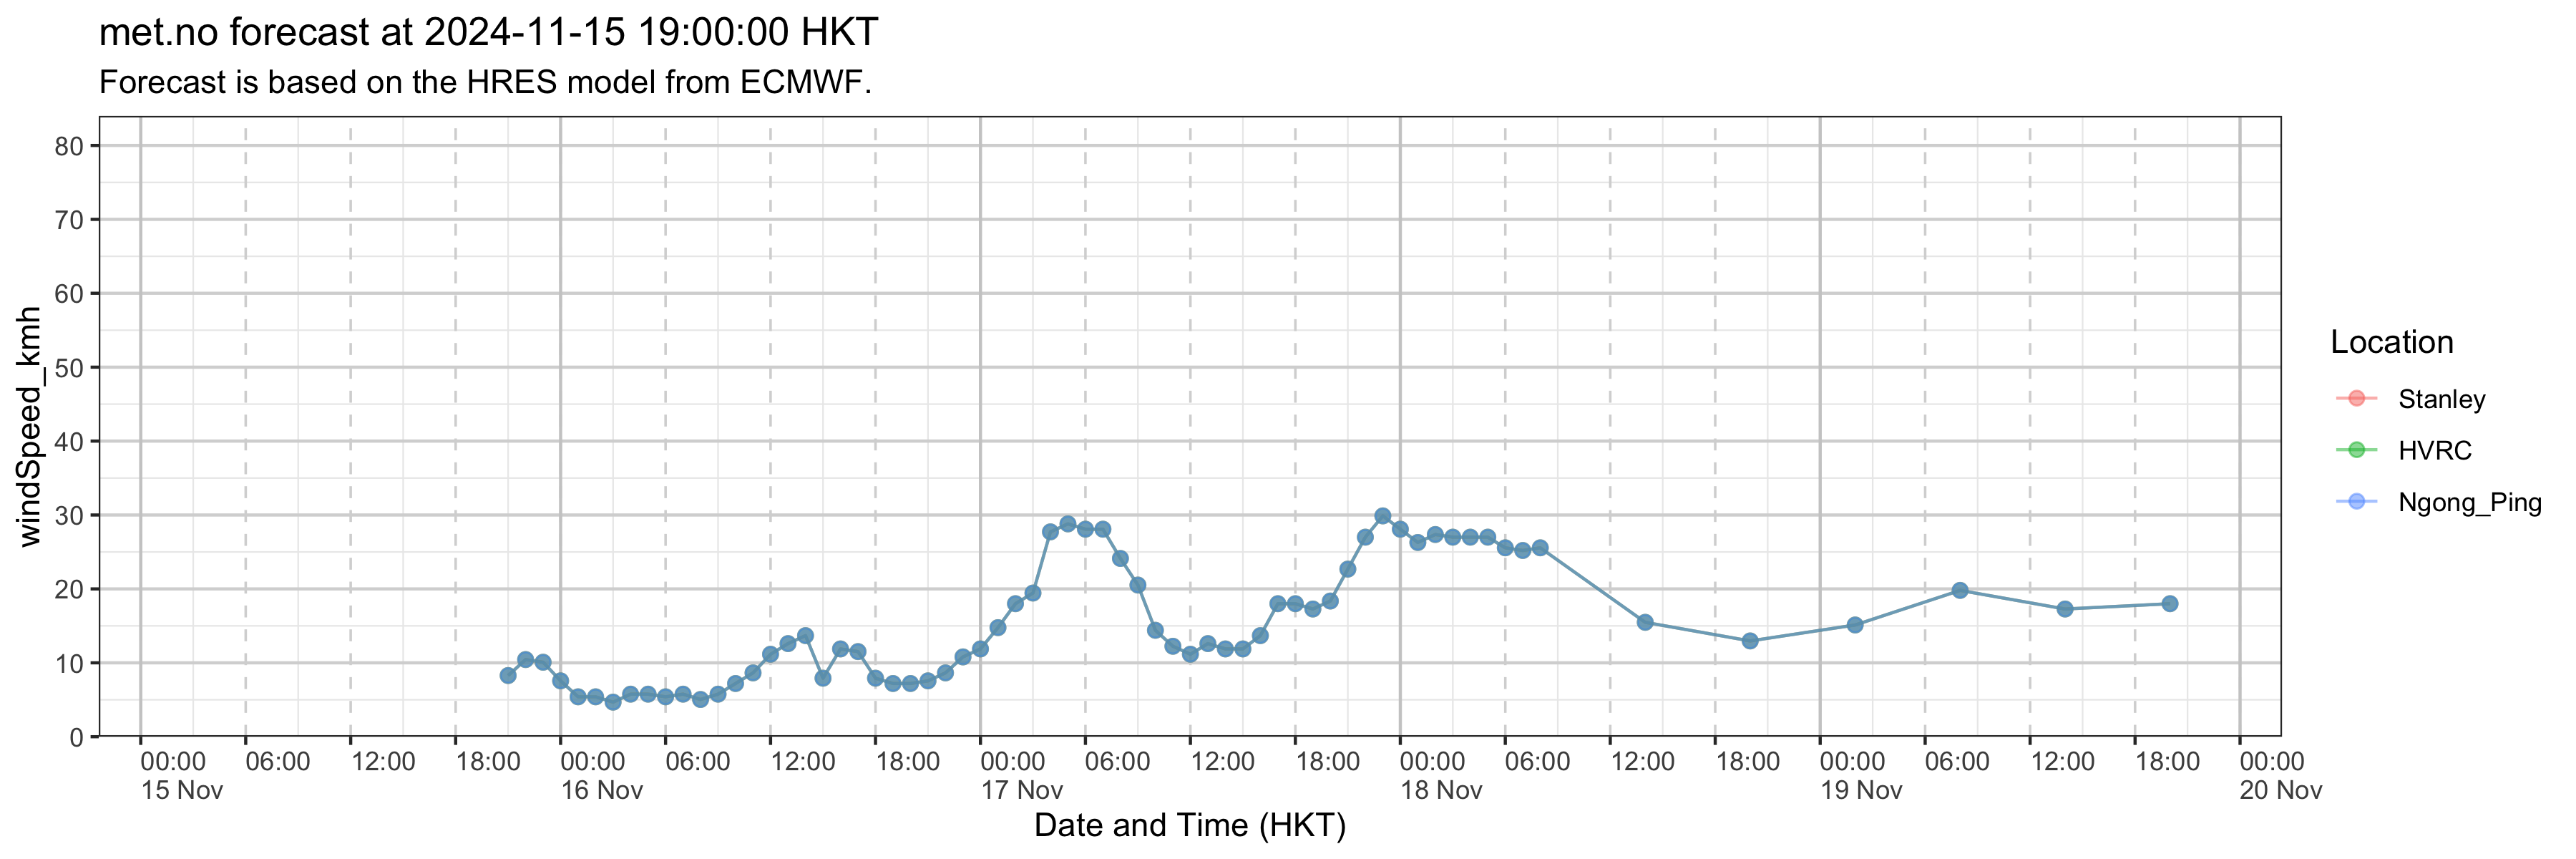 met.no forecast at 2024-11-15 19:00:00 HKT
Forecast is based on the HRES model from ECMWF.
windSpeed_kmh
80
70
60
50
40
30
20
10
0
00:00 06:00 12:00 18:00 00:00 06:00 12:00 18:00 00:00 06:00 12:00 18:00 00:00 06:00 12:00 18:00 00:00 06:00 12:00 18:00 00:00
15 Nov 16 Nov 17 Nov 18 Nov 19 Nov 20 Nov
Date and Time (HKT)
Location
Stanley
HVRC
Ngong_Ping